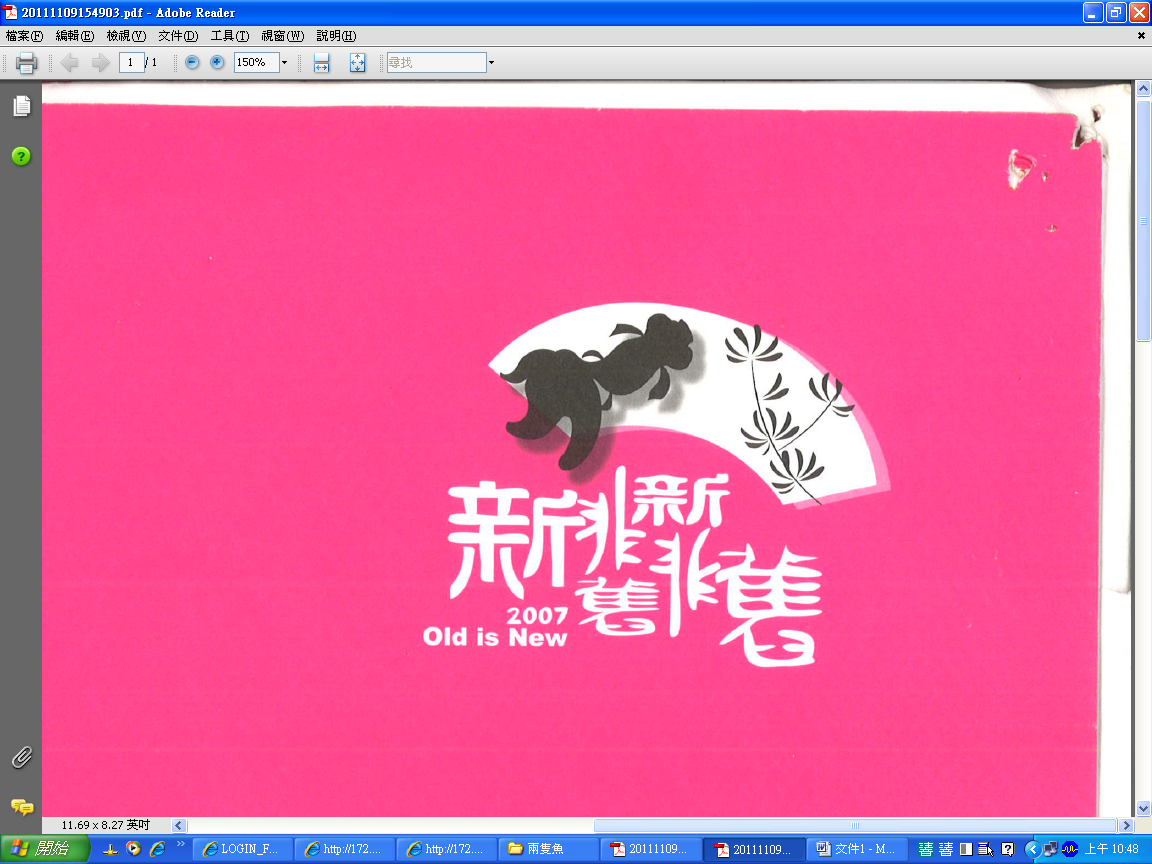 20111109154903.pdf - Adobe Reader
檔案(F) 編輯(E) 檢視(V) 文件(D) 工具(T) 視窗(W) 說明(H)
1 / 1 150% 尋找
新非舊
新非舊
2007
Old is New
11.69 x 8.27 英吋
開始 LOGIN_F... http://172.... http://172.... 兩隻魚 20111109... 20111109... 文件1 - M... 上午 10:48